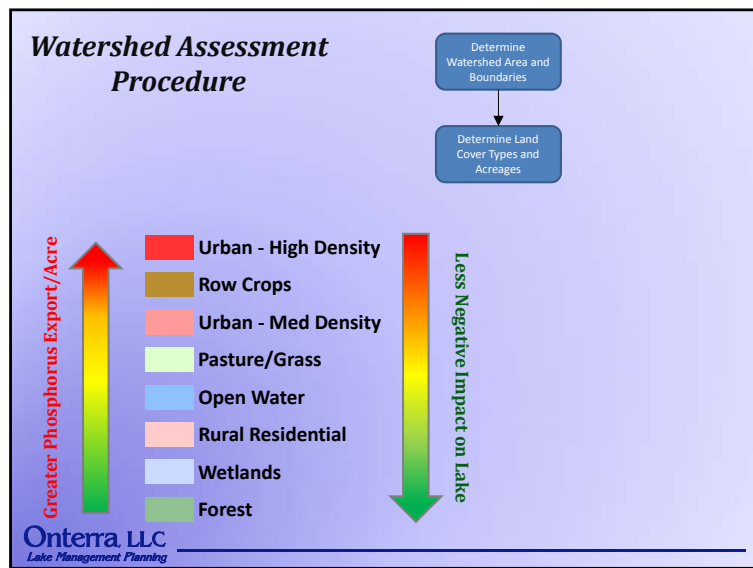 Watershed Assessment
Procedure
Determine
Watershed Area and
Boundaries
Determine Land
Cover Types and
Acreages
Greater Phosphorus Export/Acre
Urban - High Density
Row Crops
Urban - Med Density
Pasture/Grass
Open Water
Rural Residential
Wetlands
Forest
Less Negative Impact on Lake
Onterra, LLC
Lake Management Planning